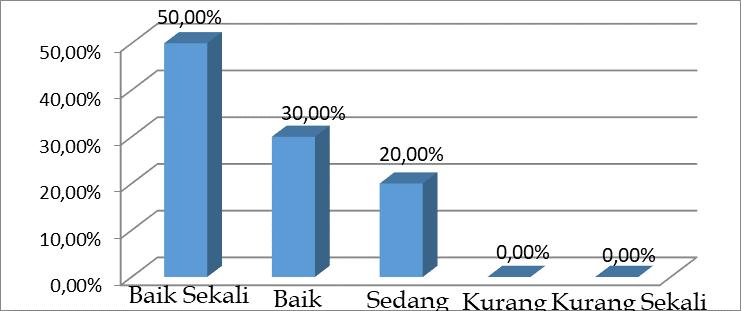 50,00%
50,00%
40,00%
30,00%
20,00%
10,00%
0,00%
30,00%
20,00%
0,00%
0,00%
Baik Sekali
Baik
Sedang
Kurang
Kurang Sekali